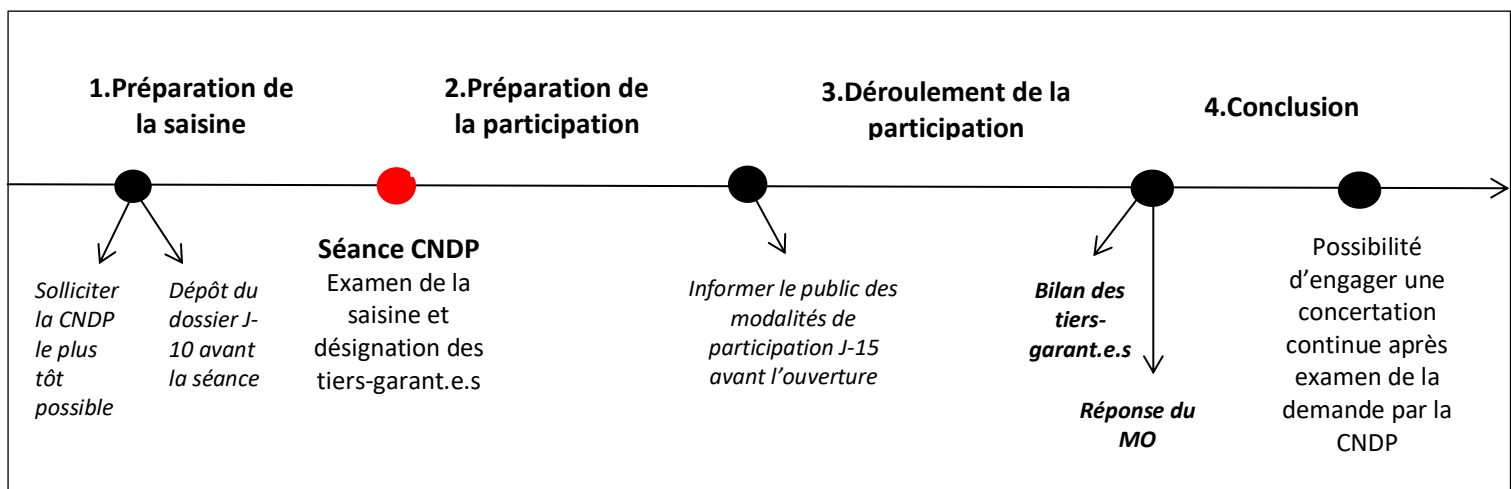 1.Préparation de
la saisine
2.Préparation de
la participation
3.Déroulement de la
participation
4.Conclusion
Solliciter
la CNDP
le plus
tôt
possible
Dépôt du
dossier J-
10 avant
la séance
Séance CNDP
Examen de la
saisine et
désignation des
tiers-garant.e.s
Informer le public des
modalités de
participation J-15
avant l’ouverture
Bilan des
tiers-
garant.e.s
Réponse du
MO
Possibilité
d’engager une
concertation
continue après
examen de la
demande par la
CNDP